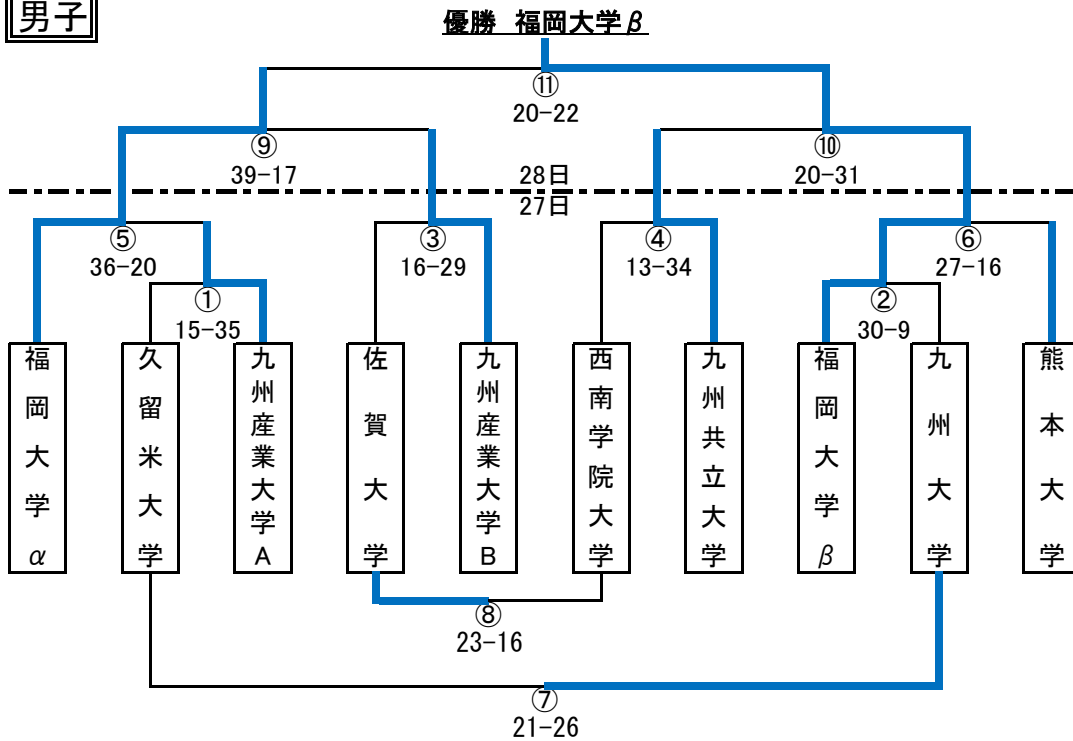 男子
優勝 福岡大学β
⑪
20-22
⑨
39-17
⑩
20-31
28日
27日
⑤
36-20
③
16-29
④
13-34
⑥
27-16
①
15-35
②
30-9
福岡大学α
久留米大学
九州産業大学A
佐賀大学
九州産業大学B
西南学院大学
九州共立大学
福岡大学β
九州大学
熊本大学
⑧
23-16
⑦
21-26